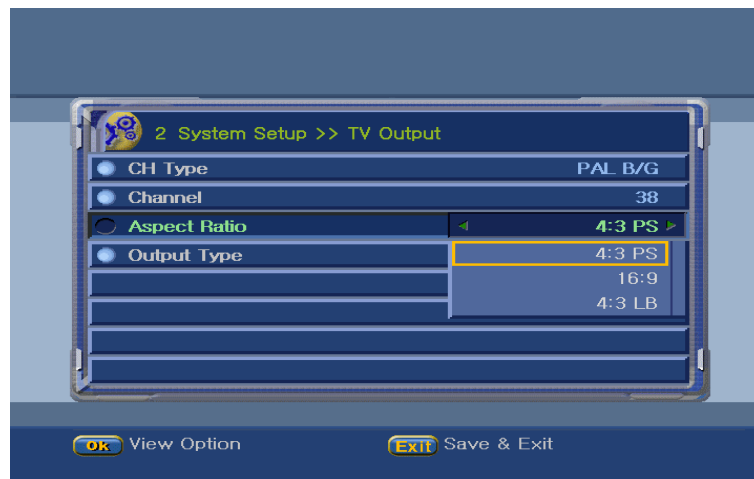 2 System Setup >> TV Output
CH Type PAL B/G
Channel 38
Aspect Ratio 4:3 PS
Output Type 4:3 PS
16:9
4:3 LB
OK View Option Exit Save & Exit